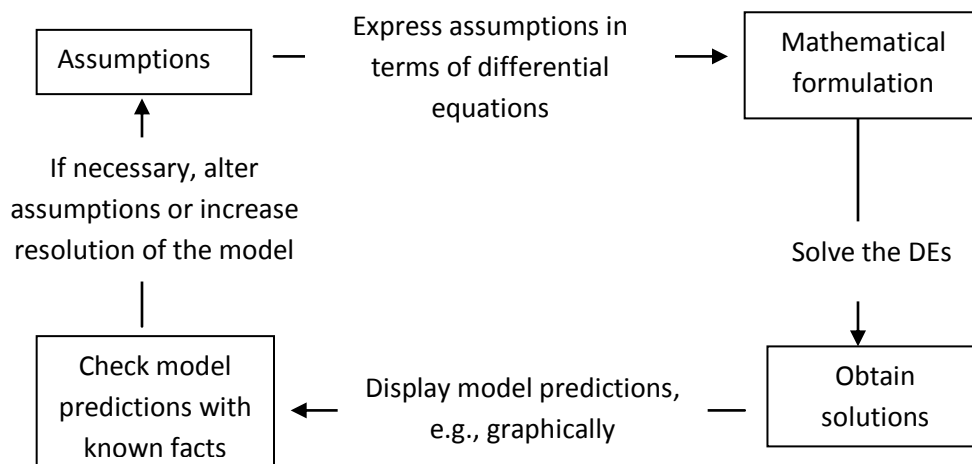 Assumptions
Express assumptions in
terms of differential
equations
Mathematical
formulation
Solve the DEs
Obtain
solutions
Display model predictions,
e.g., graphically
Check model
predictions with
known facts
If necessary, alter
assumptions or increase
resolution of the model